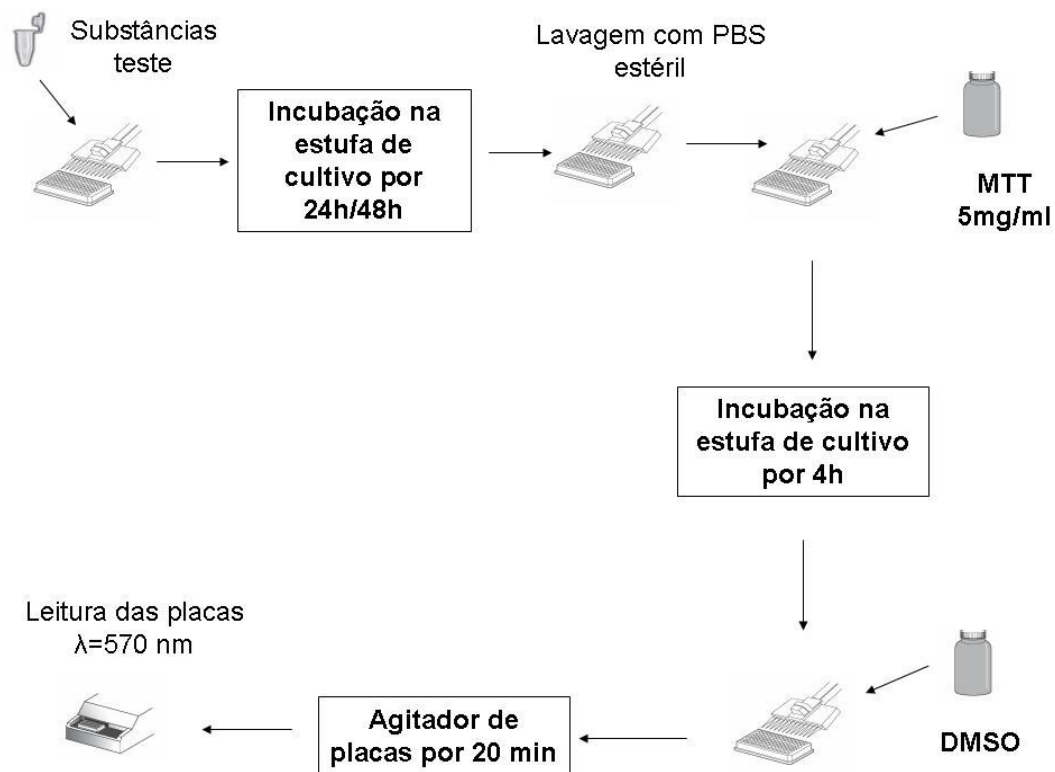 Substâncias
teste
Incubação na
estufa de
cultivo por
24h/48h
Lavagem com PBS
estéril
MTT
5mg/ml
Incubação na
estufa de cultivo
por 4h
DMSO
Agitador de
placas por 20 min
Leitura das placas
λ=570 nm